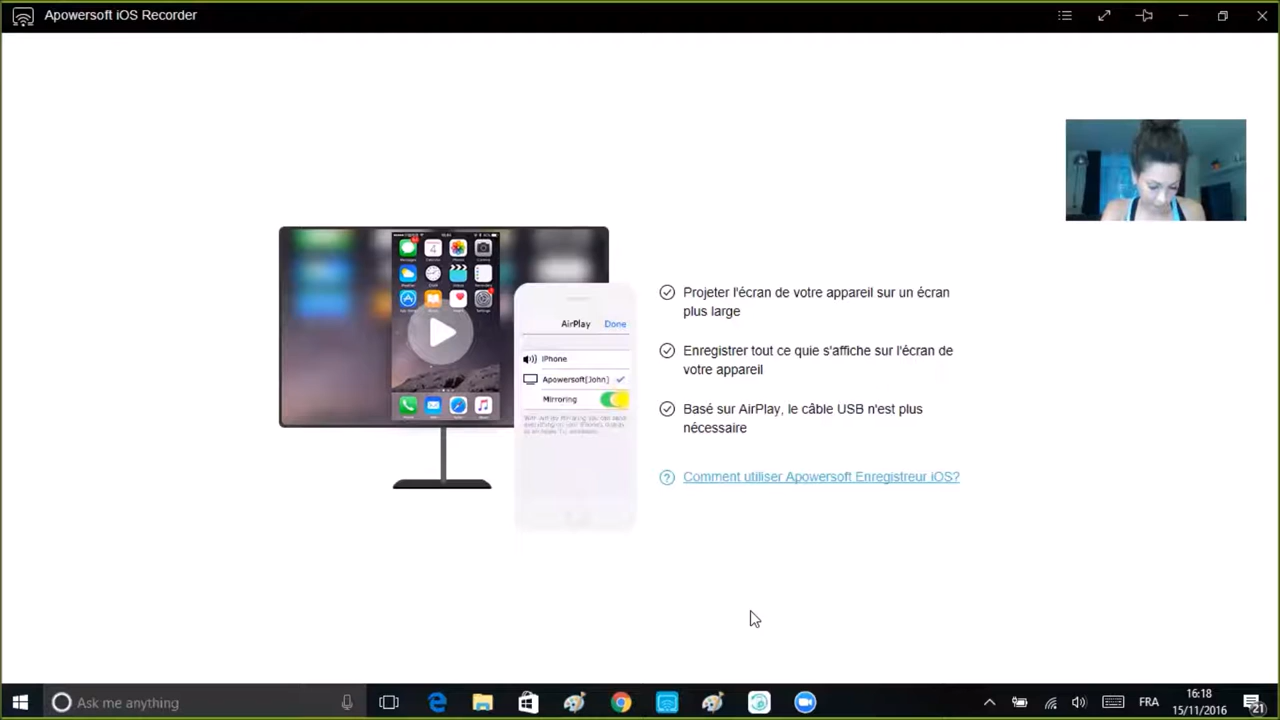 Apowersoft iOS Recorder
AirPlay Done
iPhone
Apowersoft[John]
Mirroring
Projeter l'écran de votre appareil sur un écran
plus large
Enregistrer tout ce quie s'affiche sur l'écran de
votre appareil
Basé sur AirPlay, le câble USB n'est plus
nécessaire
Comment utiliser Apowersoft Enregistreur iOS?
Ask me anything
FRA
16:18
15/11/2016
21